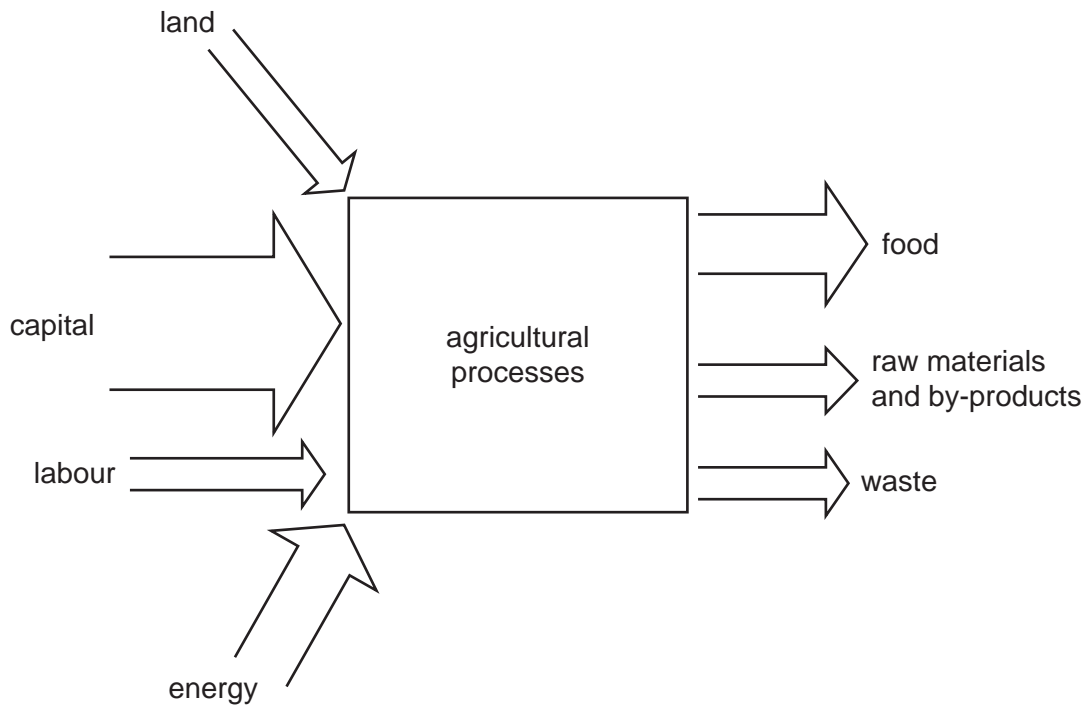 land
capital
labour
energy
agricultural
processes
food
raw materials
and by-products
waste